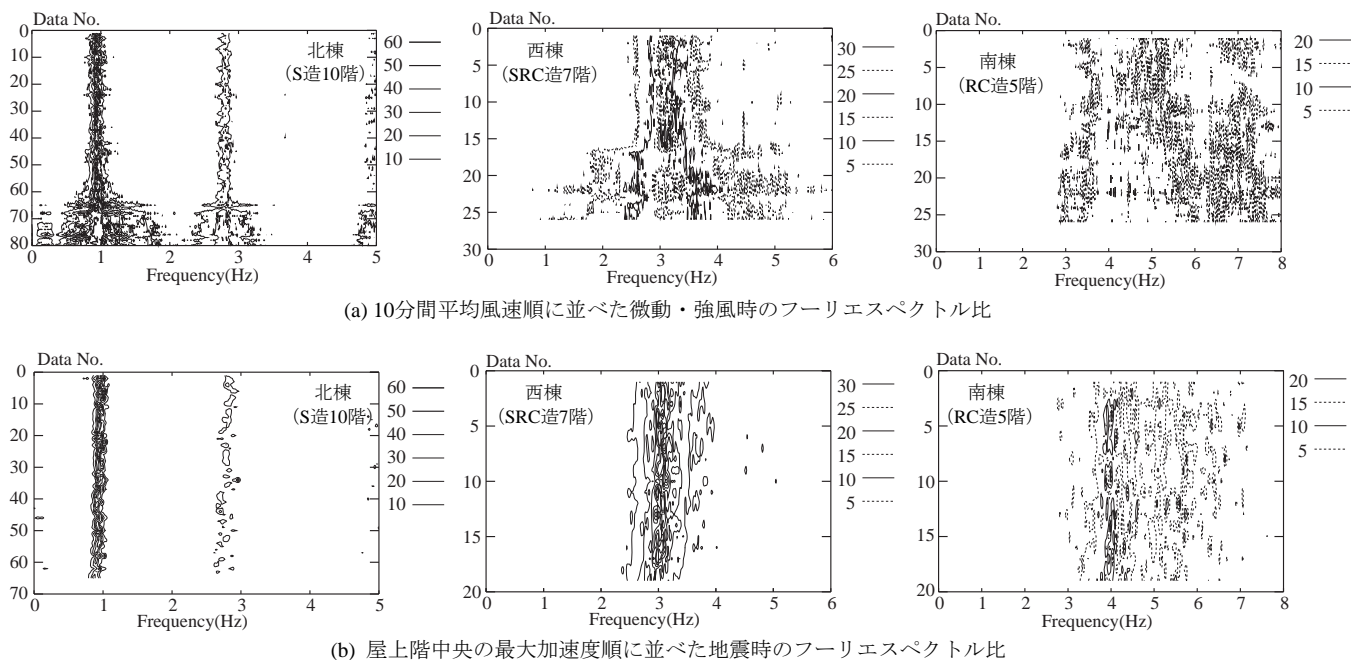 Data No.
0
10
20
30
40
50
60
70
80
0 1 2 3 4 5
Frequency(Hz)
北棟
(S造10階)
60
50
40
30
20
10
Data No.
0
5
10
15
20
25
30
0 1 2 3 4 5 6
Frequency(Hz)
西棟
(SRC造7階)
30
25
20
15
10
5
Data No.
0
5
10
15
20
25
30
0 1 2 3 4 5 6 7 8
Frequency(Hz)
南棟
(RC造5階)
20
15
10
5
(a) 10分間平均風速順に並べた微動・強風時のフーリエスペクトル比
Data No.
0
10
20
30
40
50
60
70
0 1 2 3 4 5
Frequency(Hz)
北棟
(S造10階)
60
50
40
30
20
10
Data No.
0
5
10
15
20
0 1 2 3 4 5 6
Frequency(Hz)
西棟
(SRC造7階)
30
25
20
15
10
5
Data No.
0
5
10
15
20
0 1 2 3 4 5 6 7 8
Frequency(Hz)
南棟
(RC造5階)
20
15
10
5
(b) 屋上階中央の最大加速度順に並べた地震時のフーリエスペクトル比